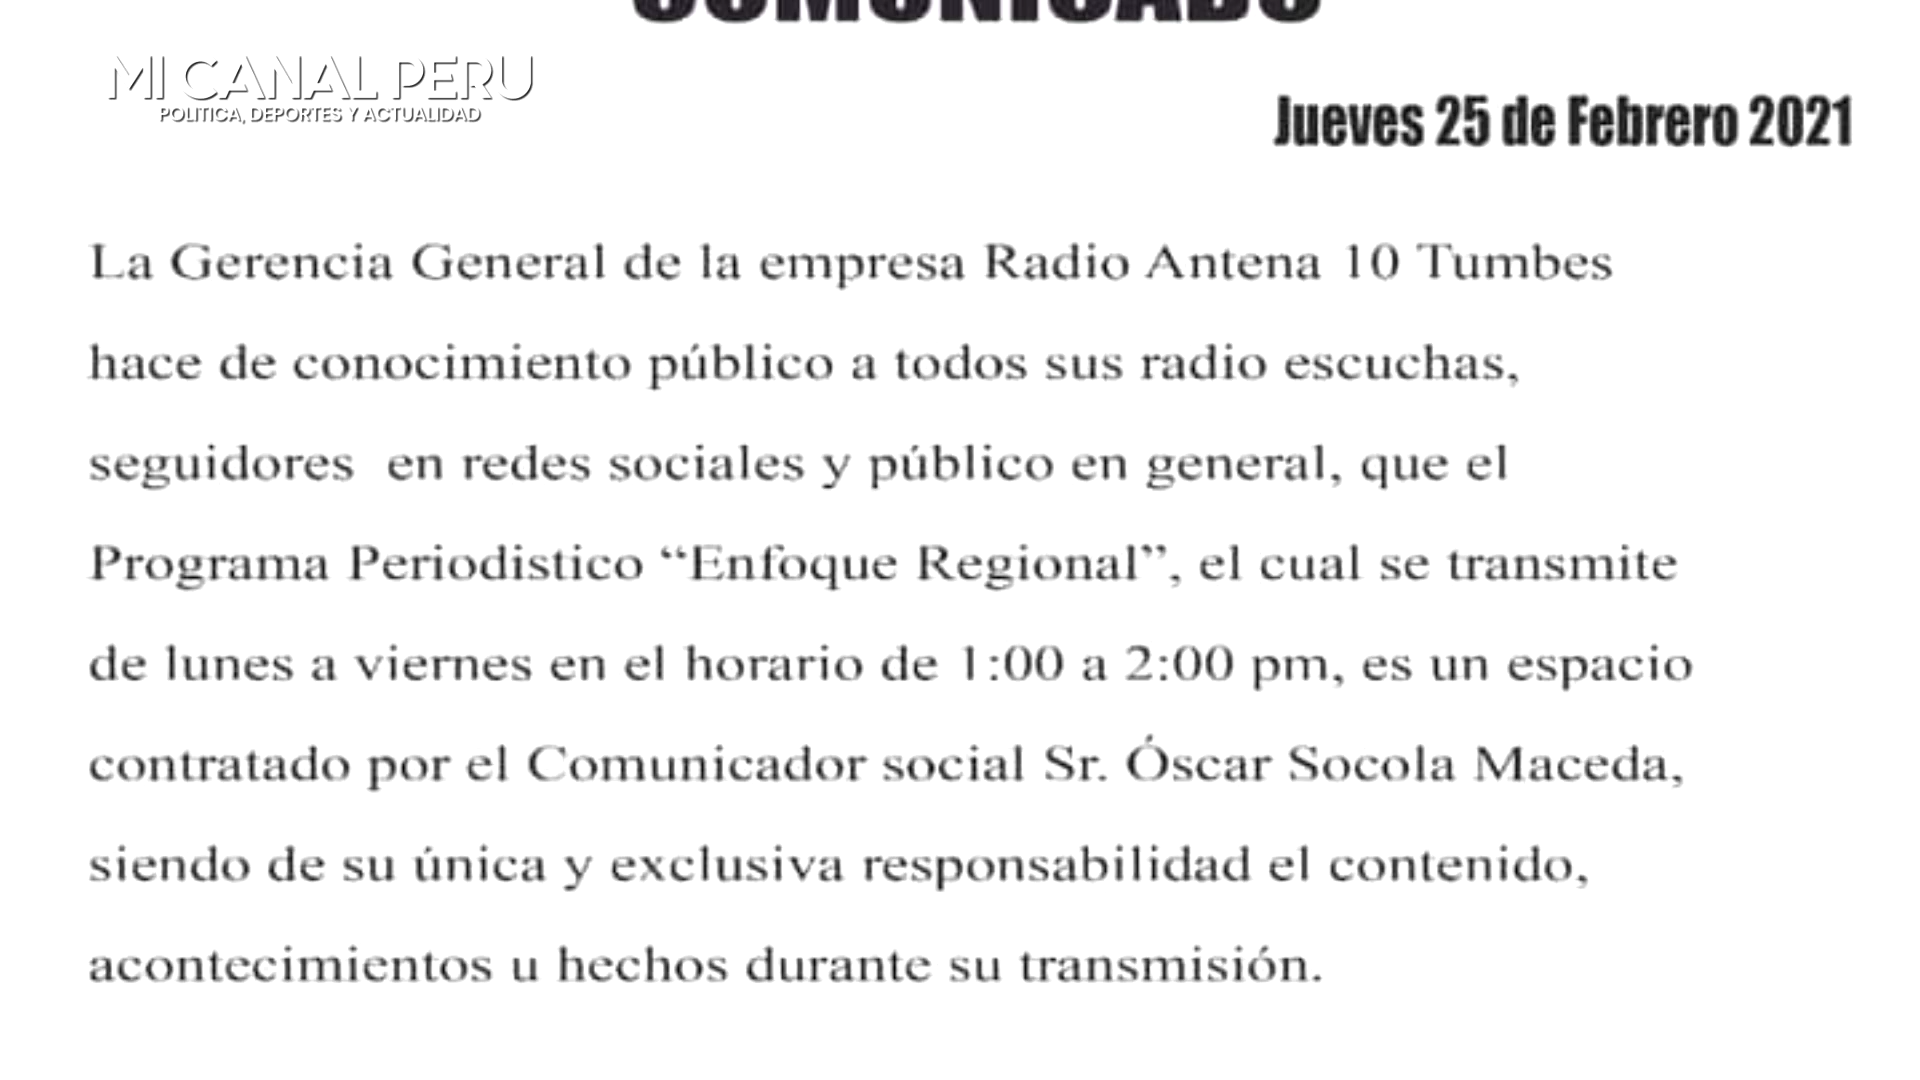 COMUNICADO
MI CANAL PERU
POLITICA, DEPORTES Y ACTUALIDAD
Jueves 25 de Febrero 2021
La Gerencia General de la empresa Radio Antena 10 Tumbes
hace de conocimiento público a todos sus radio escuchas,
seguidores en redes sociales y público en general, que el
Programa Periodistico “Enfoque Regional”, el cual se transmite
de lunes a viernes en el horario de 1:00 a 2:00 pm, es un espacio
contratado por el Comunicador social Sr. Óscar Socola Maceda,
siendo de su única y exclusiva responsabilidad el contenido,
acontecimientos u hechos durante su transmisión.